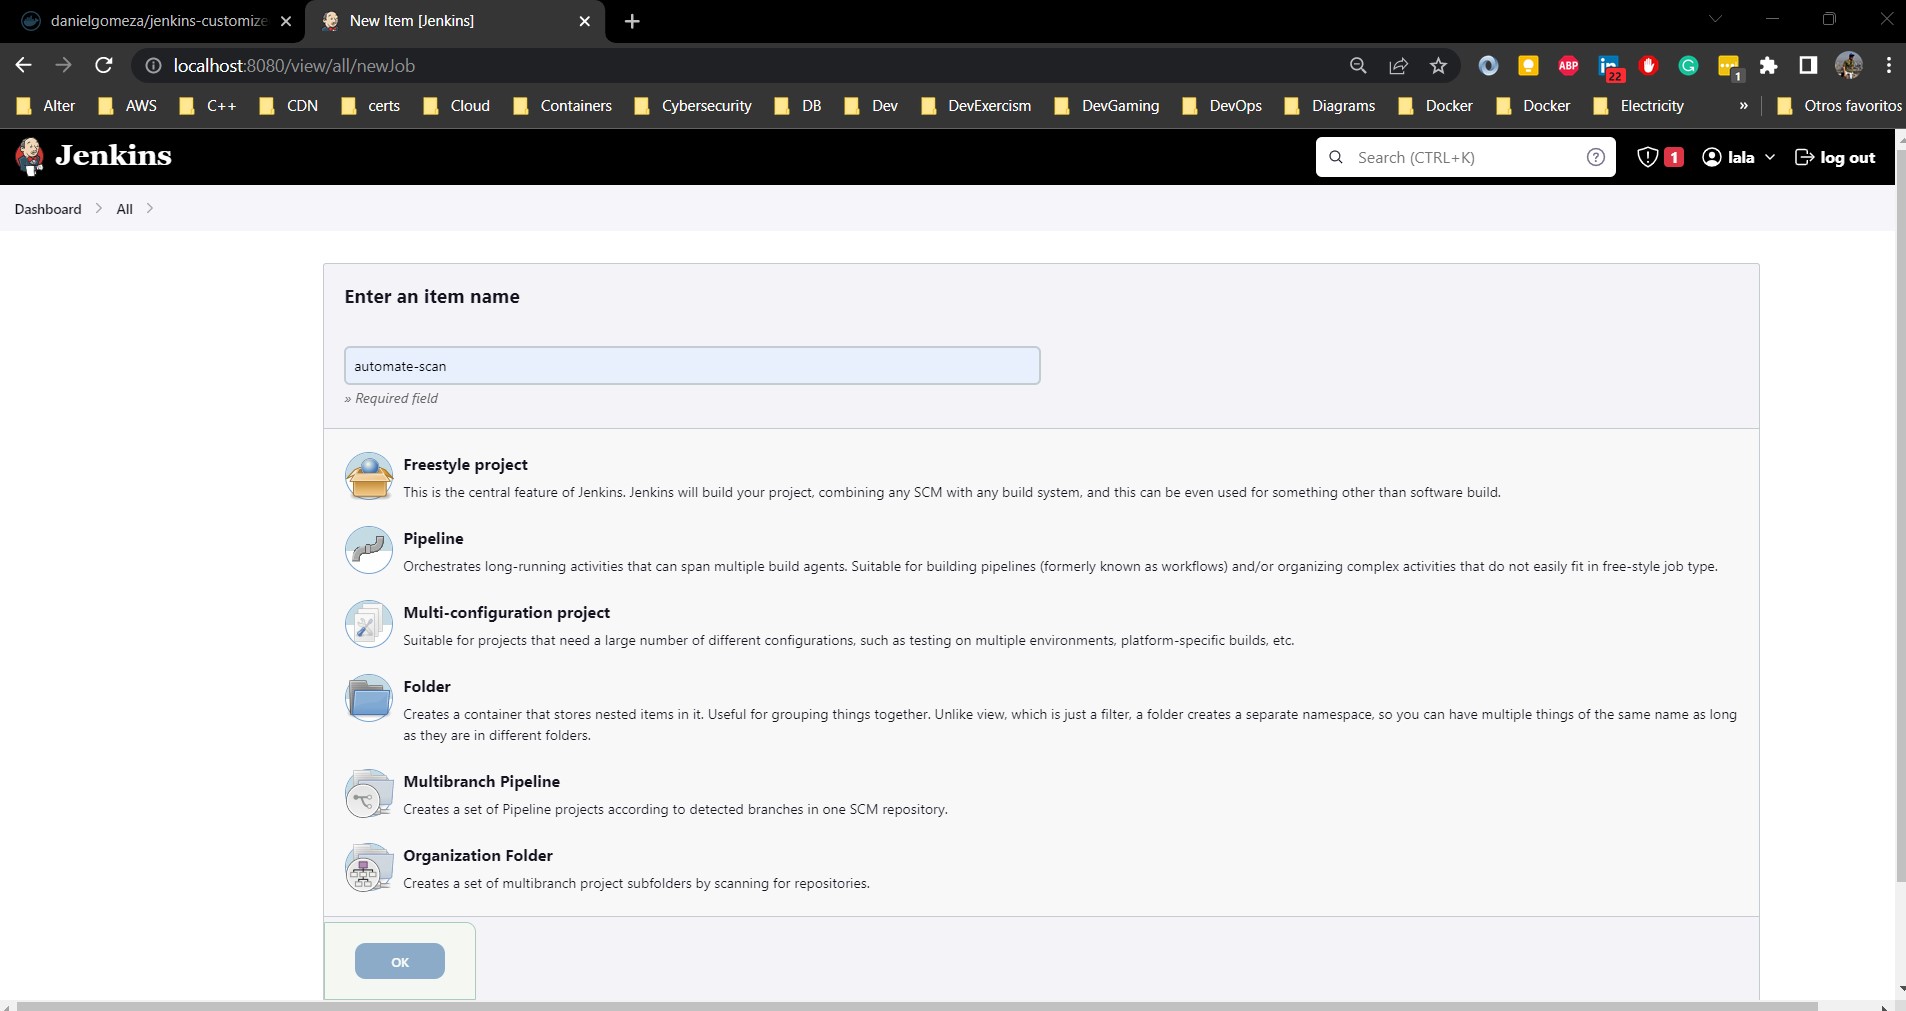 danielgomeza/jenkins-customize
New Item [Jenkins]
localhost:8080/view/all/newJob
ABP
22
1
Alter
AWS
C++
CDN
certs
Cloud
Containers
Cybersecurity
DB
Dev
DevExercism
DevGaming
DevOps
Diagrams
Docker
Docker
Electricity
»
Otros favoritos
Jenkins
Search (CTRL+K)
1
lala
log out
Dashboard
All
Enter an item name
automate-scan
» Required field
Freestyle project
This is the central feature of Jenkins. Jenkins will build your project, combining any SCM with any build system, and this can be even used for something other than software build.
Pipeline
Orchestrates long-running activities that can span multiple build agents. Suitable for building pipelines (formerly known as workflows) and/or organizing complex activities that do not easily fit in free-style job type.
Multi-configuration project
Suitable for projects that need a large number of different configurations, such as testing on multiple environments, platform-specific builds, etc.
Folder
Creates a container that stores nested items in it. Useful for grouping things together. Unlike view, which is just a filter, a folder creates a separate namespace, so you can have multiple things of the same name as long
as they are in different folders.
Multibranch Pipeline
Creates a set of Pipeline projects according to detected branches in one SCM repository.
Organization Folder
Creates a set of multibranch project subfolders by scanning for repositories.
OK